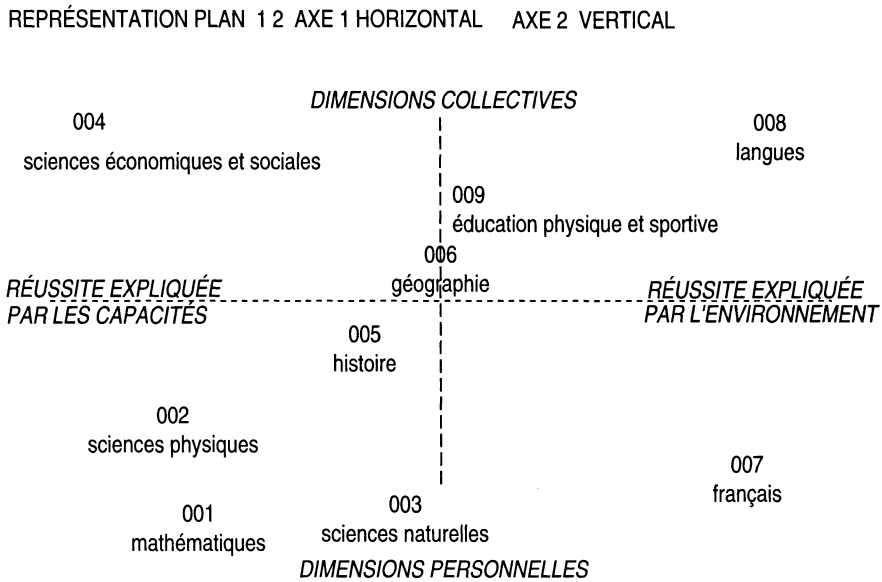 REPRÉSENTATION PLAN 1 2 AXE 1 HORIZONTAL AXE 2 VERTICAL
DIMENSIONS COLLECTIVES
004
sciences économiques et sociales
008
langues
009
éducation physique et sportive
006
géographie
RÉUSSITE EXPLIQUÉE
PAR LES CAPACITÉS
RÉUSSITE EXPLIQUÉE
PAR L'ENVIRONNEMENT
005
histoire
002
sciences physiques
007
français
001
mathématiques
003
sciences naturelles
DIMENSIONS PERSONNELLES